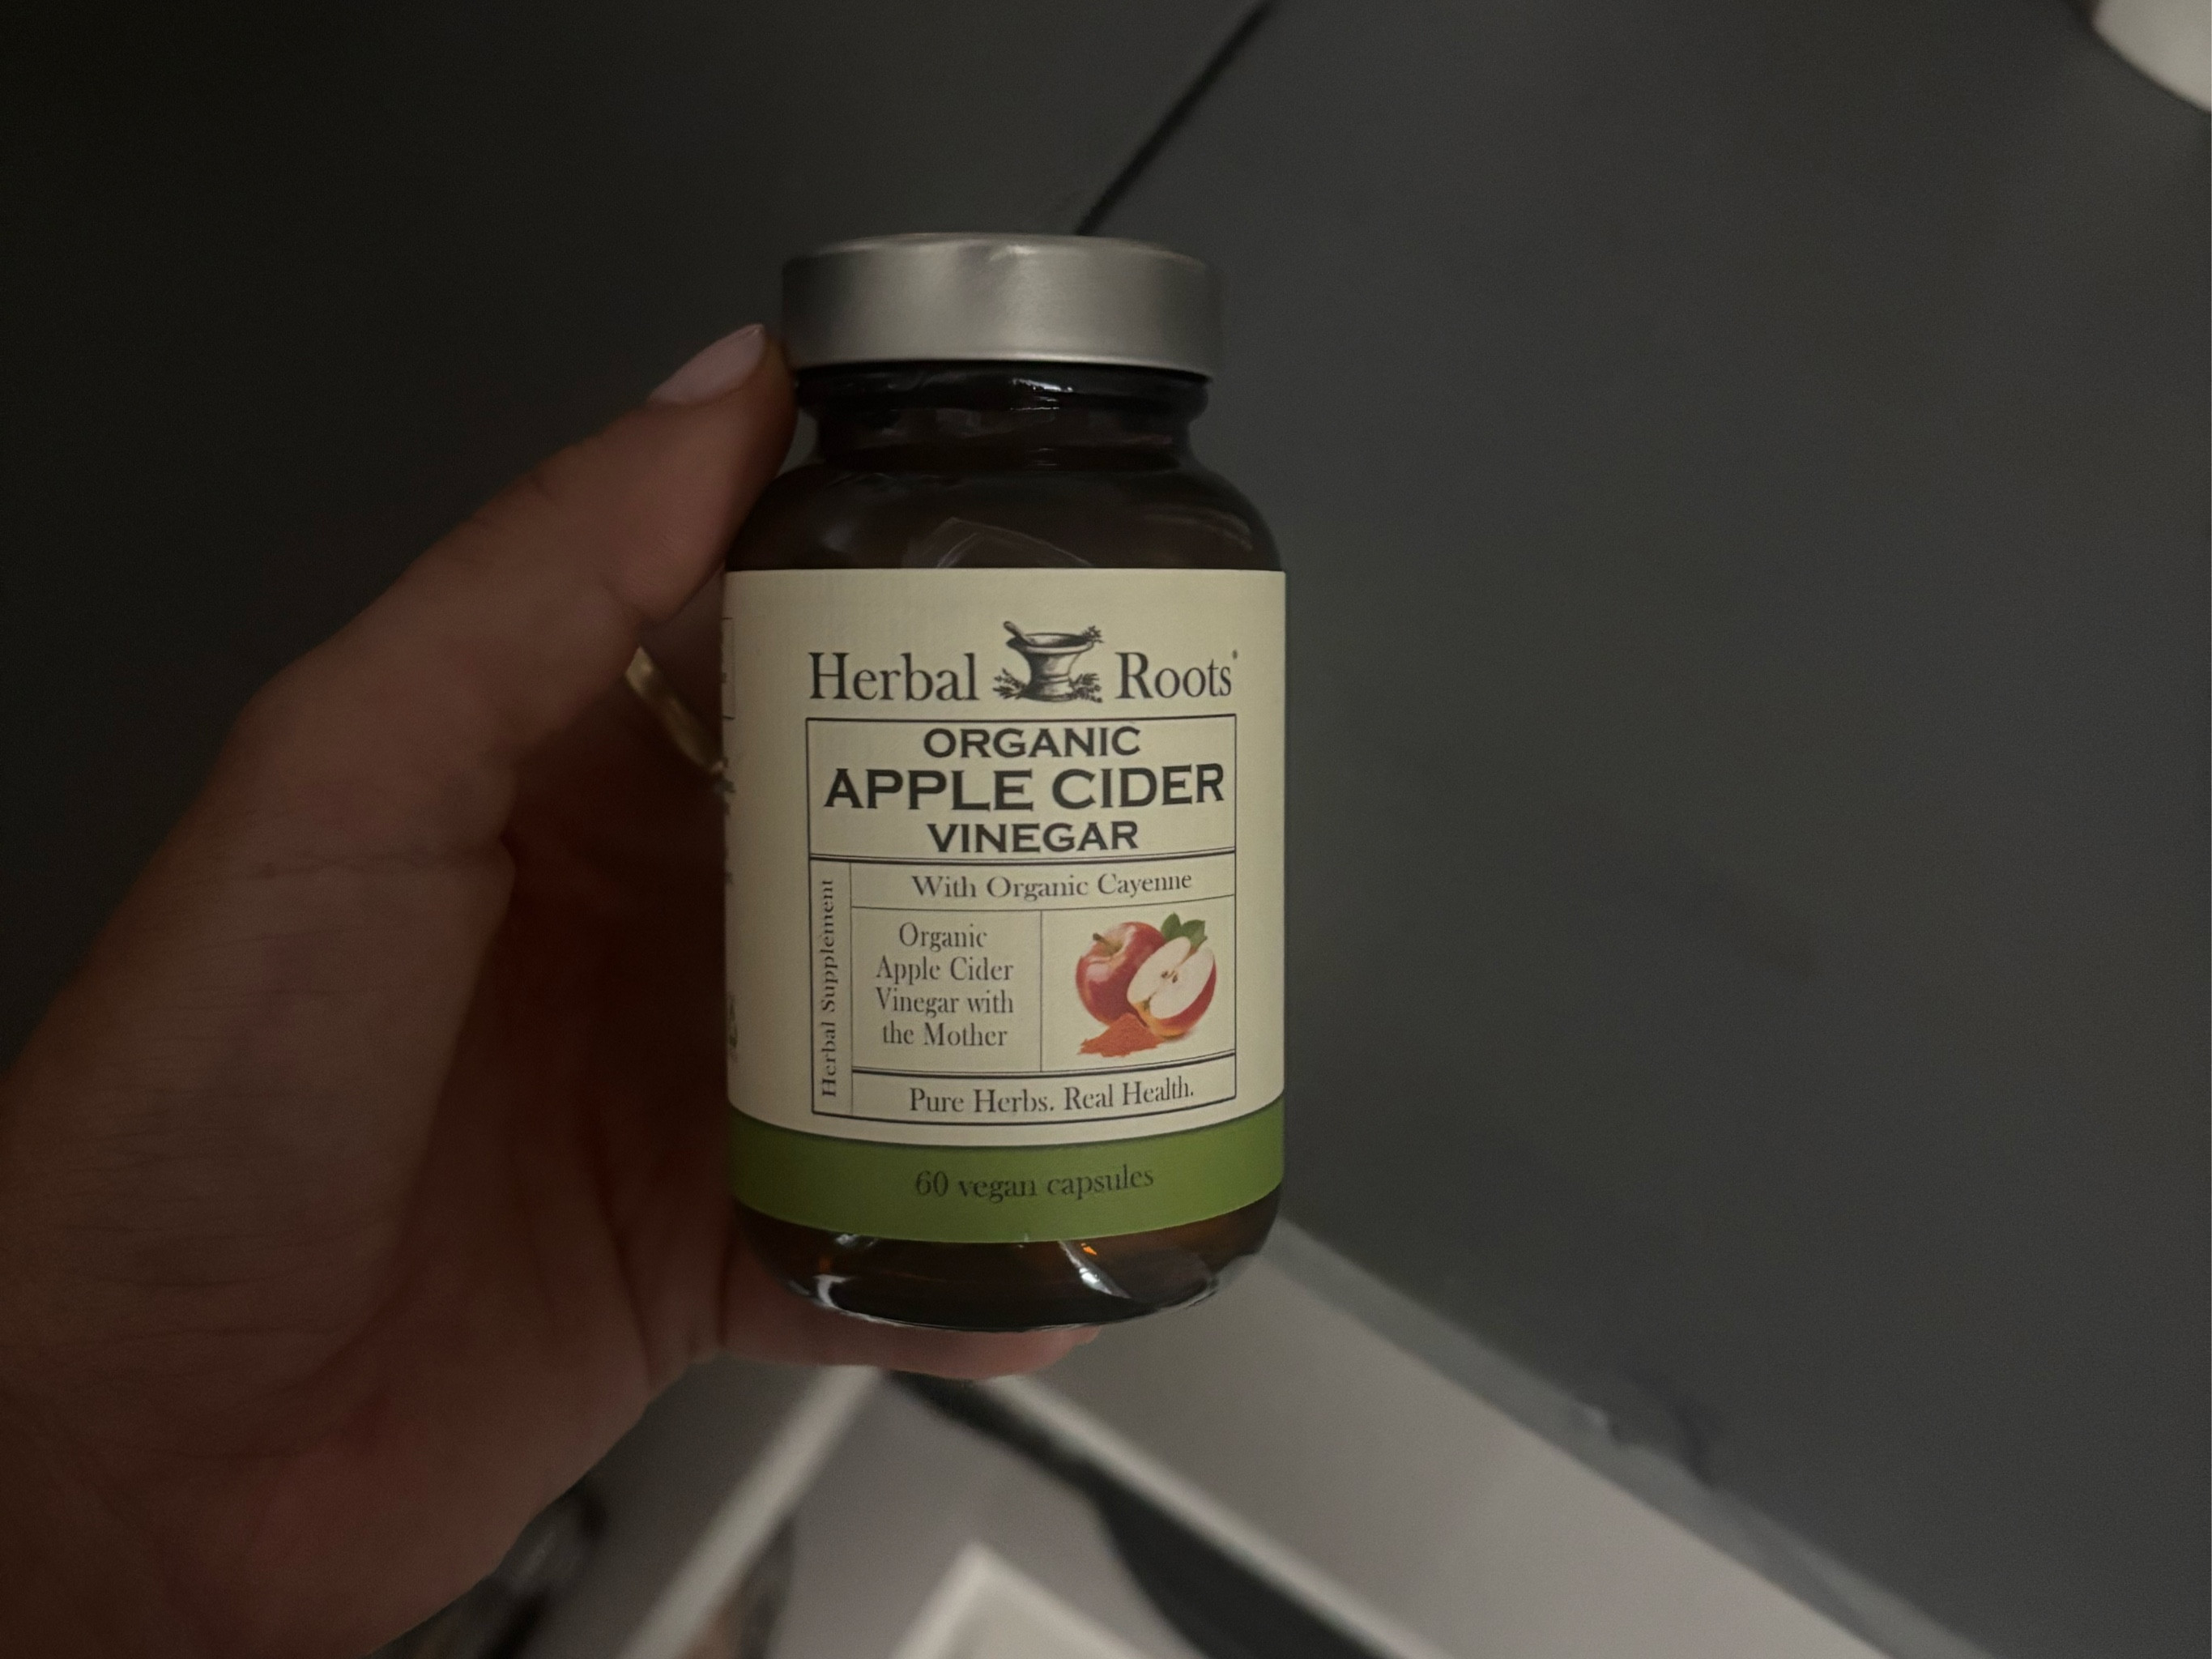 Herbal Roots®
ORGANIC
APPLE CIDER
VINEGAR
With Organic Cayenne
Herbal Supplement
Organic
Apple Cider
Vinegar with
the Mother
Pure Herbs. Real Health.
60 vegan capsules